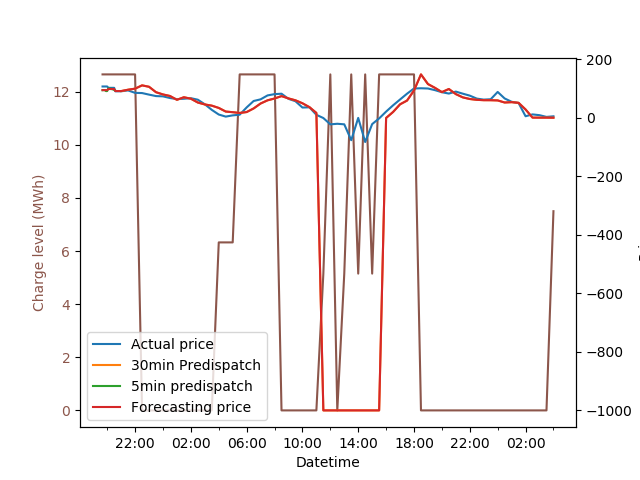 200
12
0
10
−200
8
−400
6
−600
4
−800
2
−1000
0
Charge level (MWh)
Actual price
30min Predispatch
5min predispatch
Forecasting price
22:00 02:00 06:00 10:00 14:00 18:00 22:00 02:00
Datetime